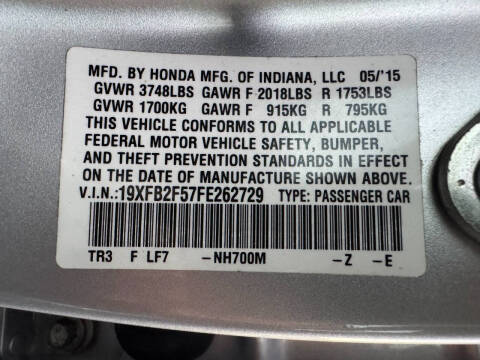 MFD. BY HONDA MFG. OF INDIANA, LLC 05/'15
GVWR 3748LBS GAWR F 2018LBS R 1753LBS
GVWR 1700KG GAWR F 915KG R 795KG
THIS VEHICLE CONFORMS TO ALL APPLICABLE
FEDERAL MOTOR VEHICLE SAFETY, BUMPER,
AND THEFT PREVENTION STANDARDS IN EFFECT
ON THE DATE OF MANUFACTURE SHOWN ABOVE.
V.I.N.:19XFB2F57FE262729 TYPE: PASSENGER CAR
TR3 F LF7 -NH700M -Z -E